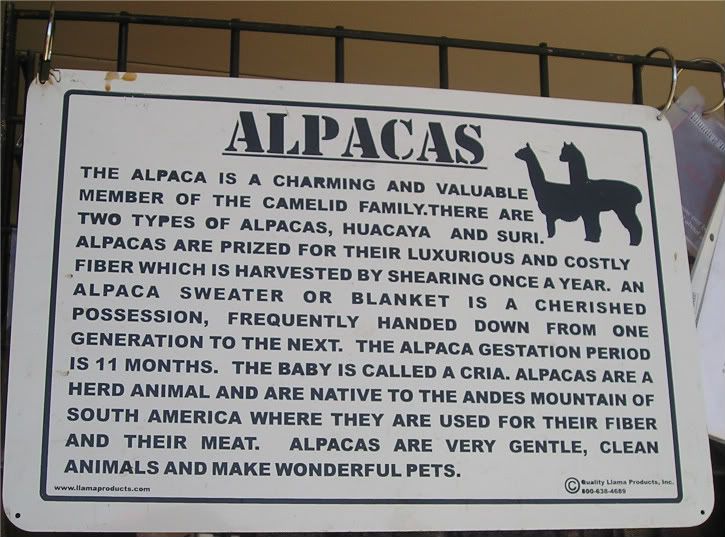 ALPACAS
THE ALPACA IS A CHARMING AND VALUABLE
MEMBER OF THE CAMELID FAMILY.THERE ARE
TWO TYPES OF ALPACAS, HUACAYA AND SURI.
ALPACAS ARE PRIZED FOR THEIR LUXURIOUS AND COSTLY
FIBER WHICH IS HARVESTED BY SHEARING ONCE A YEAR. AN
ALPACA SWEATER OR BLANKET IS A CHERISHED
POSSESSION, FREQUENTLY HANDED DOWN FROM ONE
GENERATION TO THE NEXT. THE ALPACA GESTATION PERIOD
IS 11 MONTHS. THE BABY IS CALLED A CRIA. ALPACAS ARE A
HERD ANIMAL AND ARE NATIVE TO THE ANDES MOUNTAIN OF
SOUTH AMERICA WHERE THEY ARE USED FOR THEIR FIBER
AND THEIR MEAT. ALPACAS ARE VERY GENTLE, CLEAN
ANIMALS AND MAKE WONDERFUL PETS.
www.llamaproducts.com
© Quality Llama Products, Inc.
800-638-4689